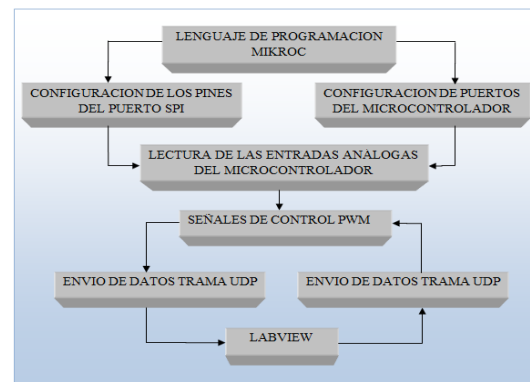 LENGUAJE DE PROGRAMACION
MIKROC
CONFIGURACION DE LOS PINES
DEL PUERTO SPI
CONFIGURACION DE PUERTOS
DEL MICROCONTROLADOR
LECTURA DE LAS ENTRADAS ANALOGAS
DEL MICROCONTROLADOR
SEÑALES DE CONTROL PWM
ENVIO DE DATOS TRAMA UDP
ENVIO DE DATOS TRAMA UDP
LABVIEW